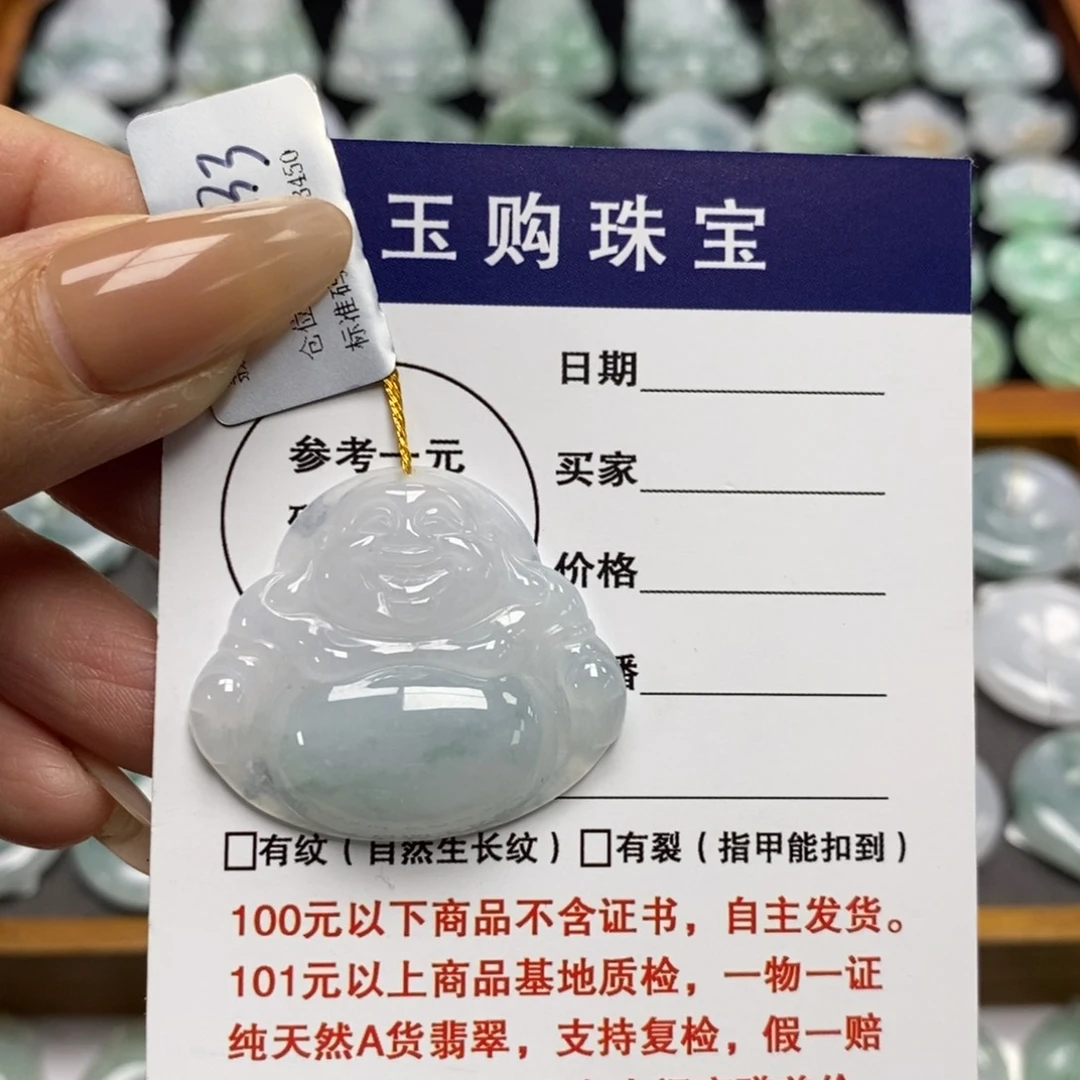 33
3450
仓位
标准码
玉购珠宝
日期
参考一元
买家
价格
播
□有纹（自然生长纹）□有裂（指甲能扣到）
100元以下商品不含证书，自主发货。
101元以上商品基地质检，一物一证
纯天然A货翡翠，支持复检，假一赔